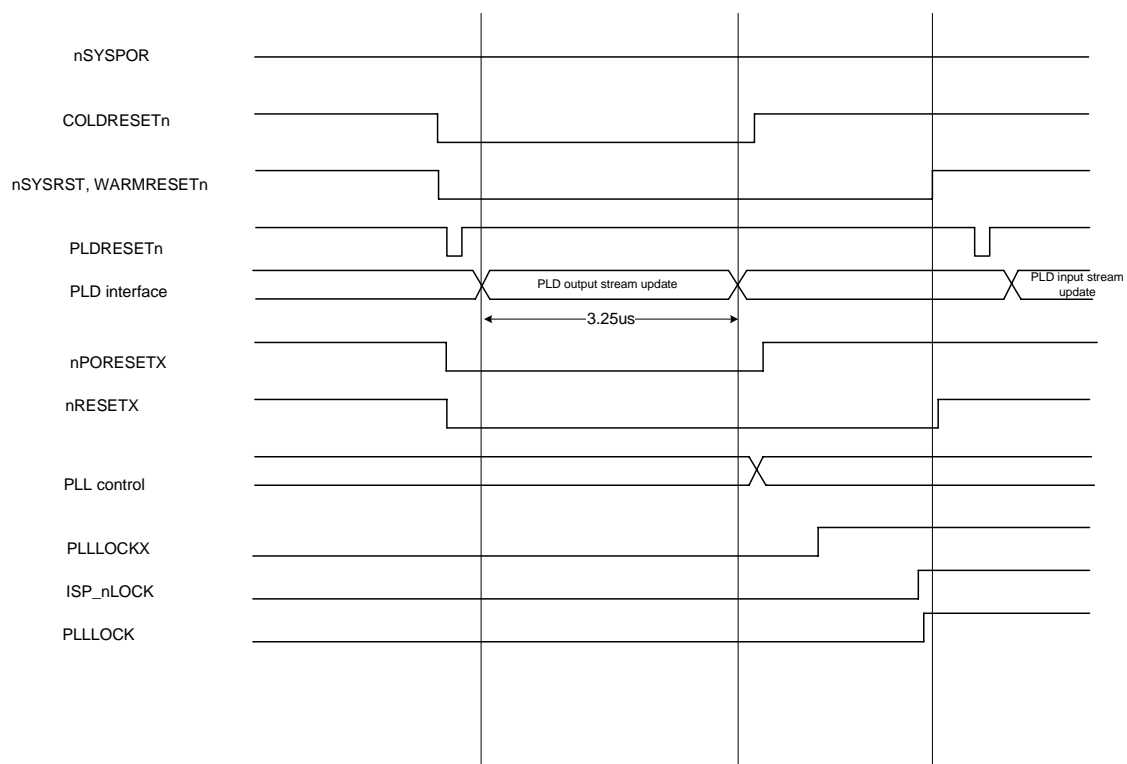 nSYSPOR
COLDRESETn
nSYSRST, WARMRESETn
PLDRESETn
PLD interface
PLD output stream update
PLD input stream
update
3.25us
nPORESETX
nRESETX
PLL control
PLLLOCKX
ISP_nLOCK
PLLLOCK